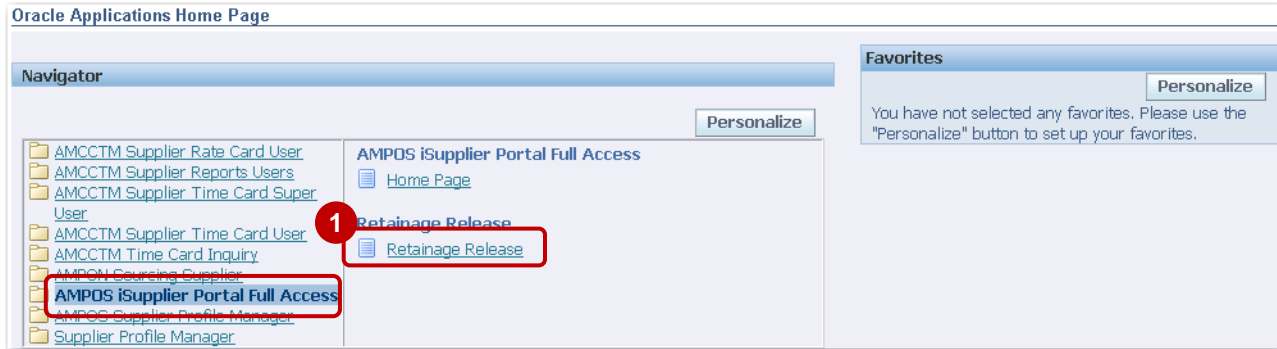 Oracle Applications Home Page
Navigator
Personalize
AMCCTM Supplier Rate Card User
AMCCTM Supplier Reports Users
AMCCTM Supplier Time Card Super
User
AMCCTM Supplier Time Card User
AMCCTM Time Card Inquiry
AMPON Sourcing Supplier
AMPOS iSupplier Portal Full Access
AMPOS Supplier Profile Manager
Supplier Profile Manager
AMPOS iSupplier Portal Full Access
Home Page
1
Retainage Release
Retainage Release
Favorites
Personalize
You have not selected any favorites. Please use the
"Personalize" button to set up your favorites.